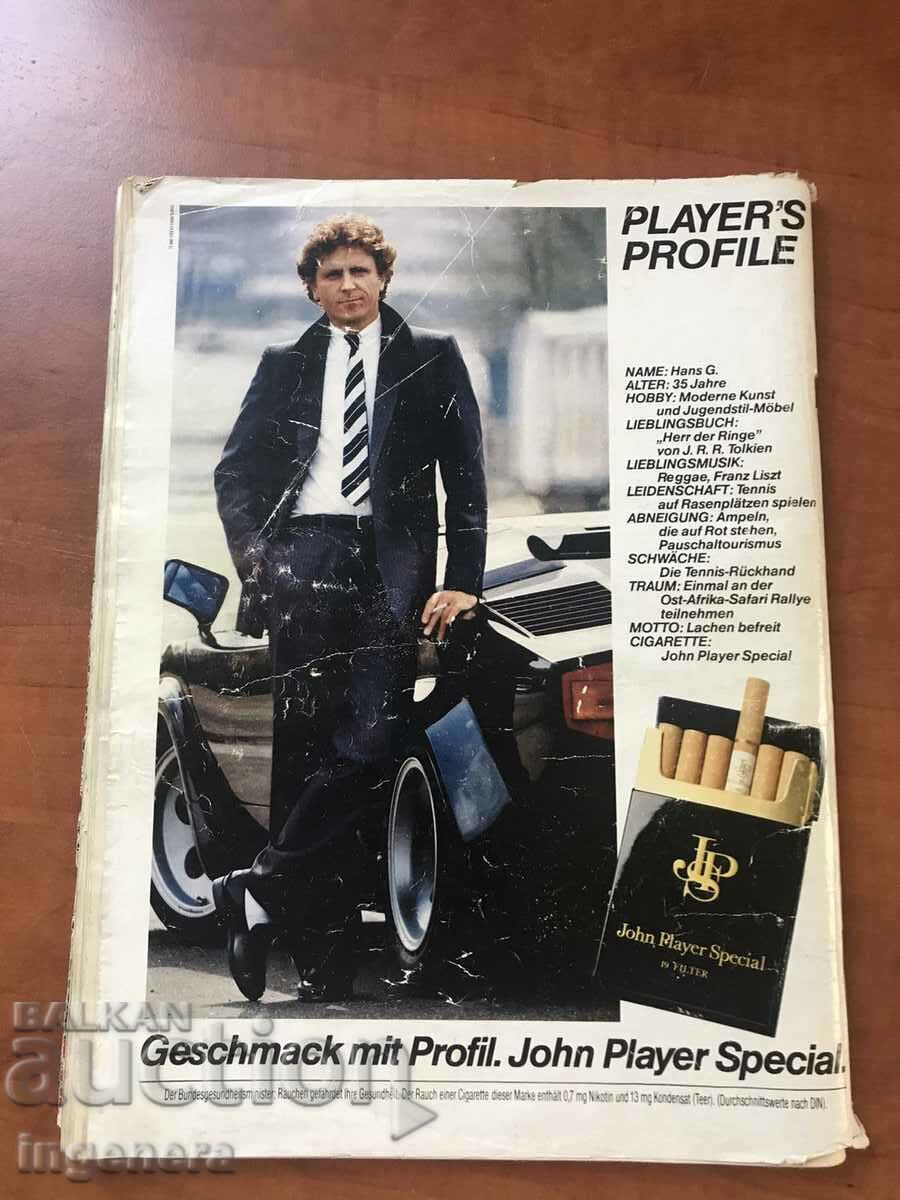 PLAYER'S
PROFILE
NAME: Hans G.
ALTER: 35 Jahre
HOBBY: Moderne Kunst
und Jugendstil-Möbel
LIEBLINGSBUCH:
„Herr der Ringe"
von J. R. R. Tolkien
LIEBLINGSMUSIK:
Reggae, Franz Liszt
LEIDENSCHAFT: Tennis
auf Rasenplätzen spielen
ABNEIGUNG: Ampeln,
die auf Rot stehen,
Pauschaltourismus
SCHWÄCHE:
Die Tennis-Rückhand
TRAUM: Einmal an der
Ost-Afrika-Safari Rallye
teilnehmen
MOTTO: Lachen befreit
CIGARETTE:
John Player Special
JPS
John Player Special
19 FILTER
Geschmack mit Profil. John Player Special.
Der Bundesgesundheitsminister: Rauchen gefährdet Ihre Gesundheit. Der Rauch einer Cigarette dieser Marke enthält 0,7 mg Nikotin und 13 mg Kondensat (Teer). (Durchschnittswerte nach DIN).
BALKAN
auction
ingenera